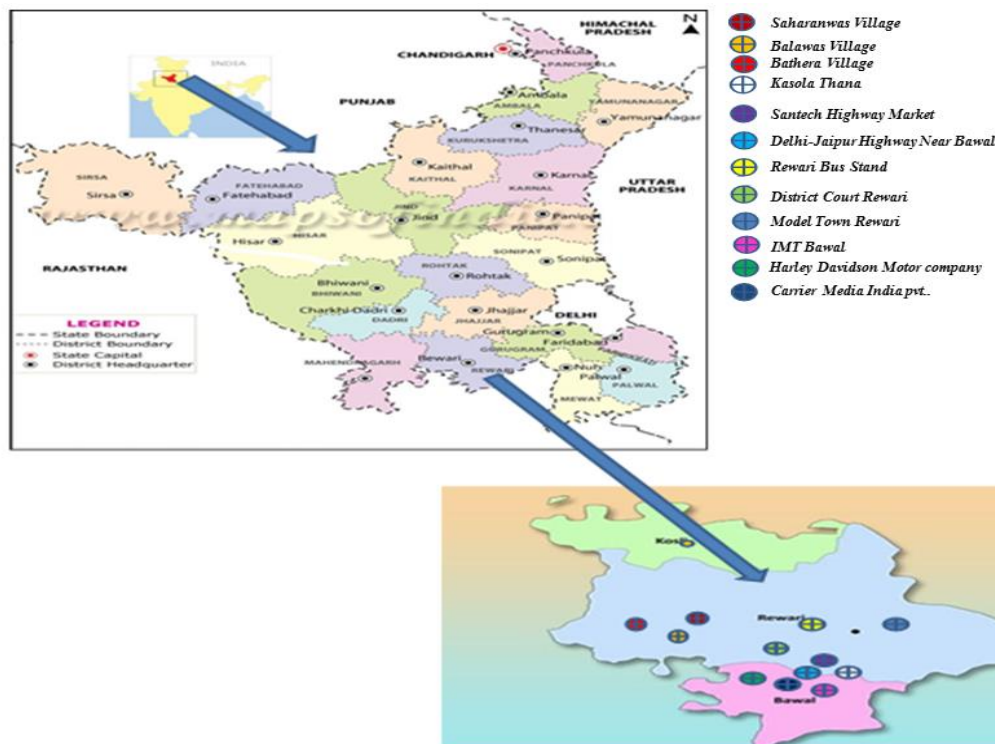 HIMACHAL
PRADESH
N
CHANDIGARH
Panchkula
PANCHKULA
INDIA
PUNJAB
Ambala
AMBALA
YAMUNANAGAR
Yamunanagar
Thanesar
KURUKSHETRA
Kaithal
KAITHAL
Karnal
KARNAL
UTTAR
PRADESH
SIRSA
Sirsa
FATEHABAD
Fatehabad
JIND
Jind
Panipat
PANIPAT
www.mapsofindia
HISAR
Hisar
SONIPAT
Sonipat
RAJASTHAN
ROHTAK
Rohtak
Bhiwani
BHIWANI
Charkhi Dadri
DADRI
Jhajjar
JHAJJAR
DELHI
Gurugram
GURUGRAM
Faridabad
MAHENDRAGARH
Rewari
REWARI
Nuh
Palwal
PALWAL
MEWAT
LEGEND
State Boundary
District Boundary
State Capital
District Headquarter
Saharanwas Village
Balawas Village
Bathera Village
Kasola Thana
Santech Highway Market
Delhi-Jaipur Highway Near Bawal
Rewari Bus Stand
District Court Rewari
Model Town Rewari
IMT Bawal
Harley Davidson Motor company
Carrier Media India pvt..
Kosli
Rewari
Bawal